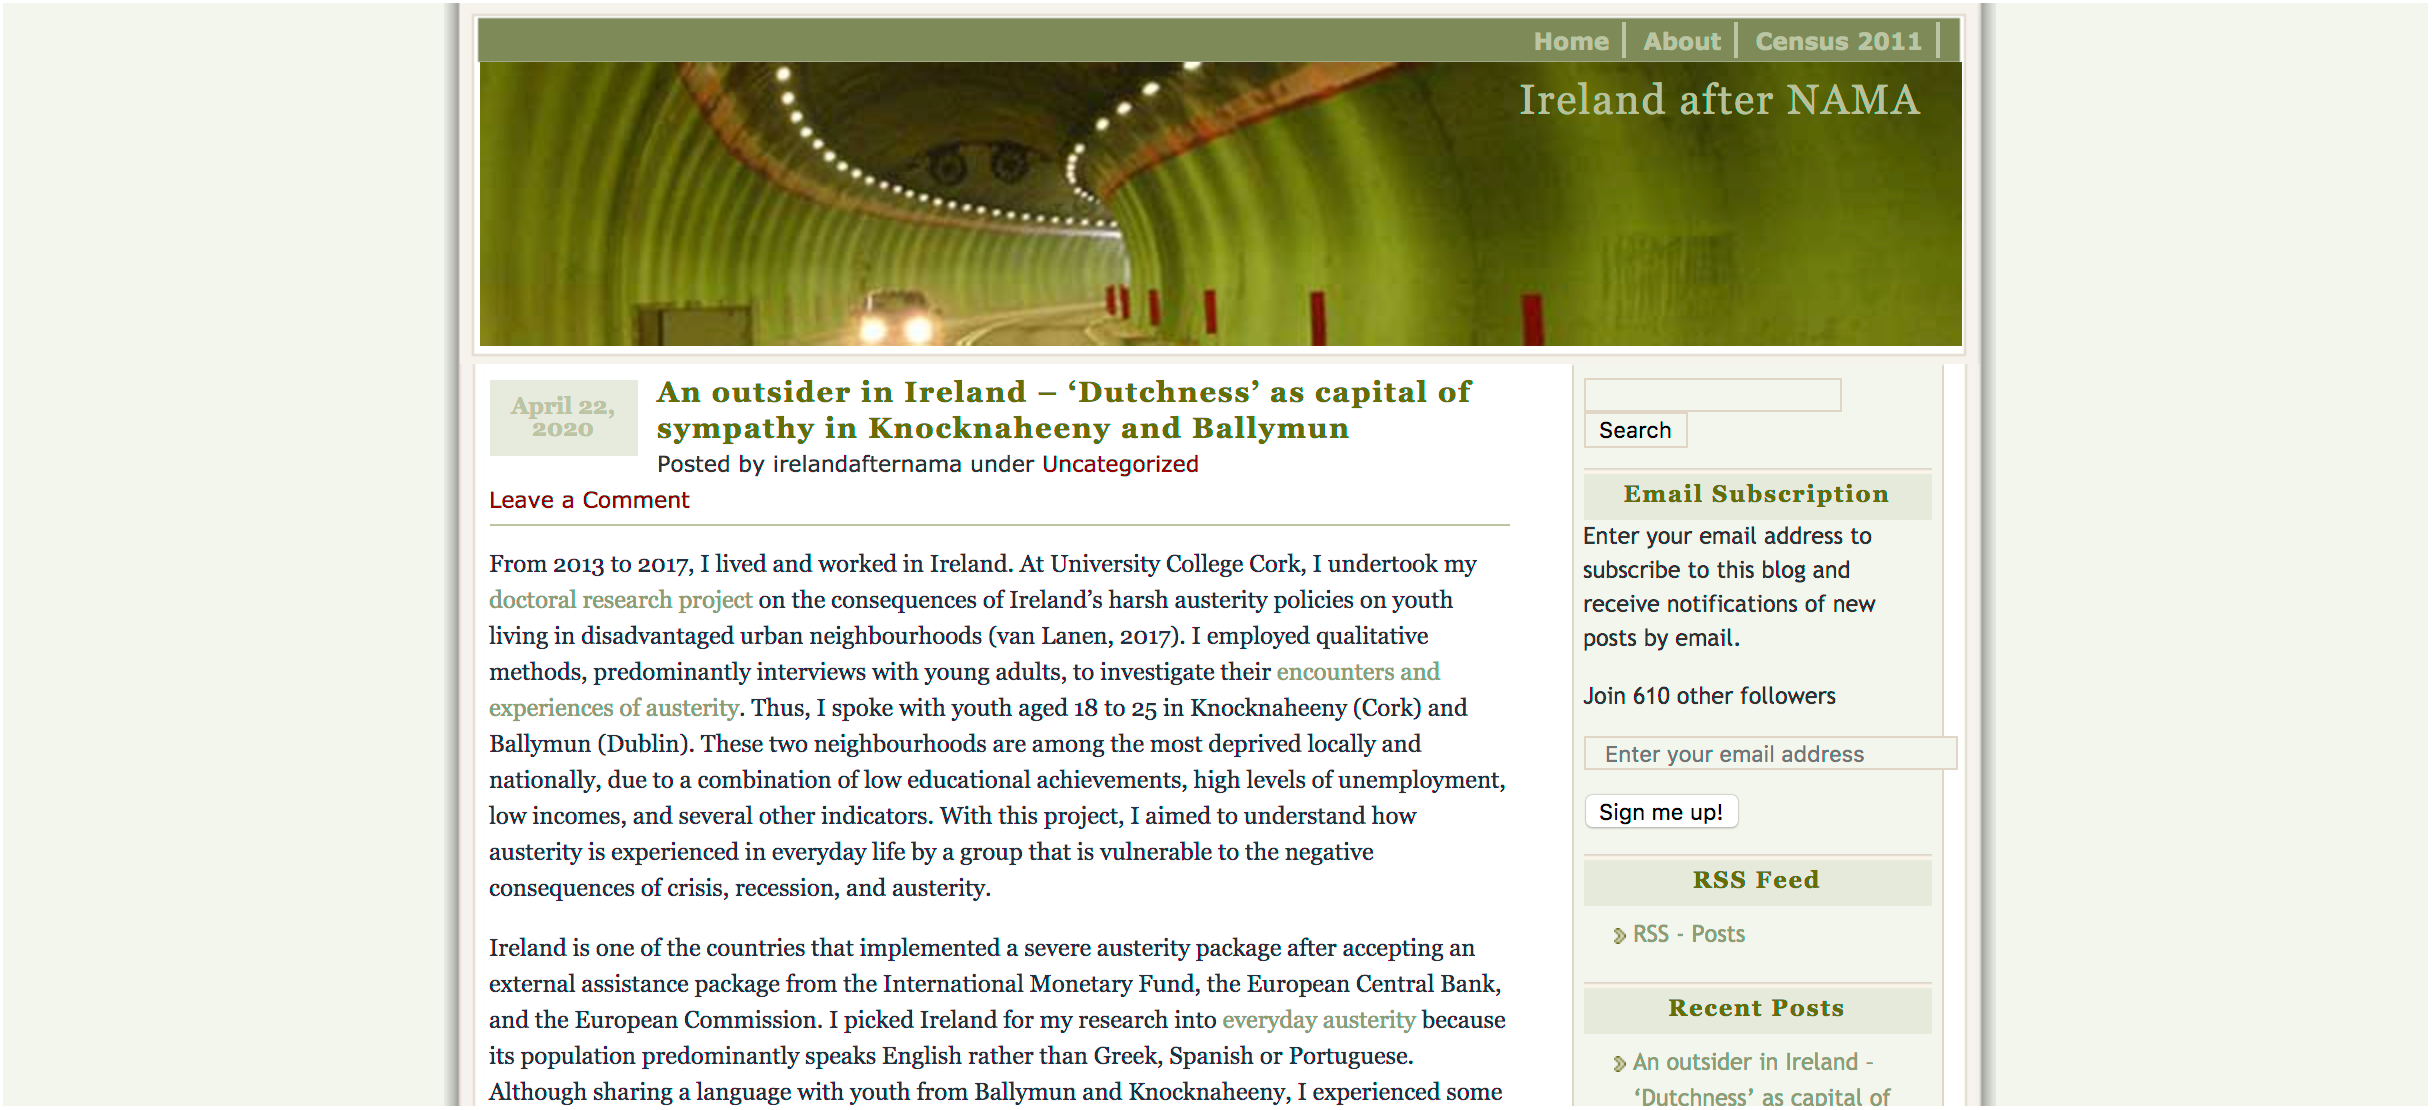 Home
About
Census 2011
Ireland after NAMA
April 22,
2020
An outsider in Ireland – ‘Dutchness’ as capital of
sympathy in Knocknaheeny and Ballymun
Posted by irelandafternama under Uncategorized
Leave a Comment
From 2013 to 2017, I lived and worked in Ireland. At University College Cork, I undertook my
doctoral research project on the consequences of Ireland’s harsh austerity policies on youth
living in disadvantaged urban neighbourhoods (van Lanen, 2017). I employed qualitative
methods, predominantly interviews with young adults, to investigate their encounters and
experiences of austerity. Thus, I spoke with youth aged 18 to 25 in Knocknaheeny (Cork) and
Ballymun (Dublin). These two neighbourhoods are among the most deprived locally and
nationally, due to a combination of low educational achievements, high levels of unemployment,
low incomes, and several other indicators. With this project, I aimed to understand how
austerity is experienced in everyday life by a group that is vulnerable to the negative
consequences of crisis, recession, and austerity.
Ireland is one of the countries that implemented a severe austerity package after accepting an
external assistance package from the International Monetary Fund, the European Central Bank,
and the European Commission. I picked Ireland for my research into everyday austerity because
its population predominantly speaks English rather than Greek, Spanish or Portuguese.
Although sharing a language with youth from Ballymun and Knocknaheeny, I experienced some
Search
Email Subscription
Enter your email address to
subscribe to this blog and
receive notifications of new
posts by email.
Join 610 other followers
Enter your email address
Sign me up!
RSS Feed
RSS - Posts
Recent Posts
An outsider in Ireland -
‘Dutchness’ as capital of